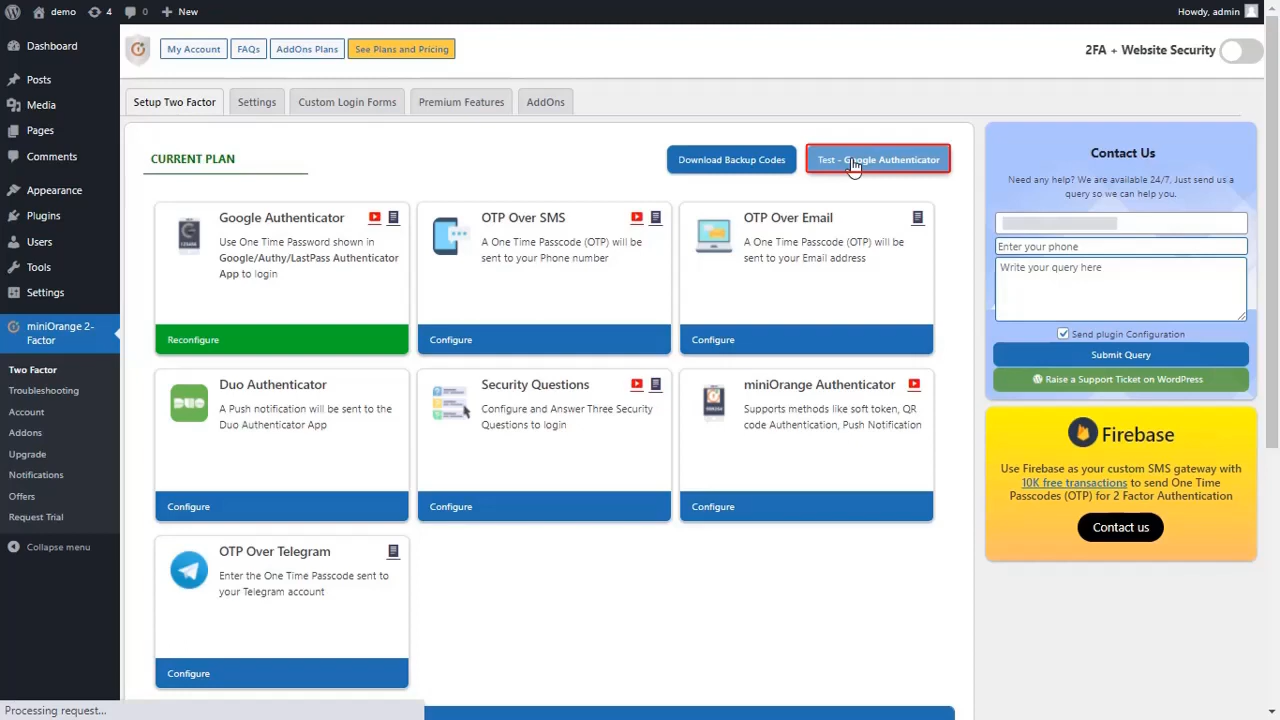 demo 4 0 New Howdy, admin
Dashboard
Posts
Media
Pages
Comments
Appearance
Plugins
Users
Tools
Settings
miniOrange 2-
Factor
Two Factor
Troubleshooting
Account
Addons
Upgrade
Notifications
Offers
Request Trial
Collapse menu
My Account FAQs AddOns Plans See Plans and Pricing
2FA + Website Security
Setup Two Factor Settings Custom Login Forms Premium Features AddOns
CURRENT PLAN
Download Backup Codes
Test - Google Authenticator
Google Authenticator
Use One Time Password shown in
Google/Authy/LastPass Authenticator
App to login
Reconfigure
OTP Over SMS
A One Time Passcode (OTP) will be
sent to your Phone number
Configure
OTP Over Email
A One Time Passcode (OTP) will be
sent to your Email address
Configure
Duo Authenticator
A Push notification will be sent to the
Duo Authenticator App
Configure
Security Questions
Configure and Answer Three Security
Questions to login
Configure
miniOrange Authenticator
Supports methods like soft token, QR
code Authentication, Push Notification
Configure
OTP Over Telegram
Enter the One Time Passcode sent to
your Telegram account
Configure
Contact Us
Need any help? We are available 24/7, Just send us a
query so we can help you.
Enter your phone
Write your query here
Send plugin Configuration
Submit Query
Raise a Support Ticket on WordPress
Firebase
Use Firebase as your custom SMS gateway with
10K free transactions to send One Time
Passcodes (OTP) for 2 Factor Authentication
Contact us
Processing request...